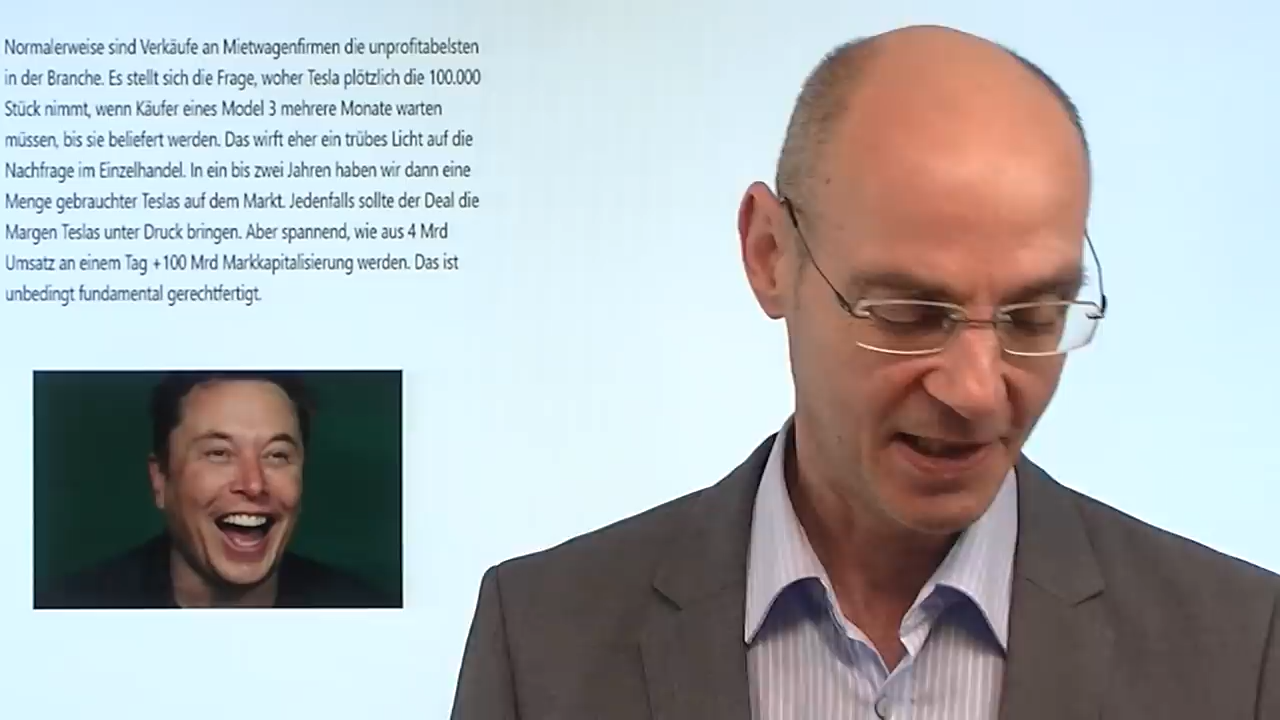 Normalerweise sind Verkäufe an Mietwagenfirmen die unprofitabelsten
in der Branche. Es stellt sich die Frage, woher Tesla plötzlich die 100.000
Stück nimmt, wenn Käufer eines Model 3 mehrere Monate warten
müssen, bis sie beliefert werden. Das wirft eher ein trübes Licht auf die
Nachfrage im Einzelhandel. In ein bis zwei Jahren haben wir dann eine
Menge gebrauchter Teslas auf dem Markt. Jedenfalls sollte der Deal die
Margen Teslas unter Druck bringen. Aber spannend, wie aus 4 Mrd
Umsatz an einem Tag +100 Mrd Markkapitalisierung werden. Das ist
unbedingt fundamental gerechtfertigt.